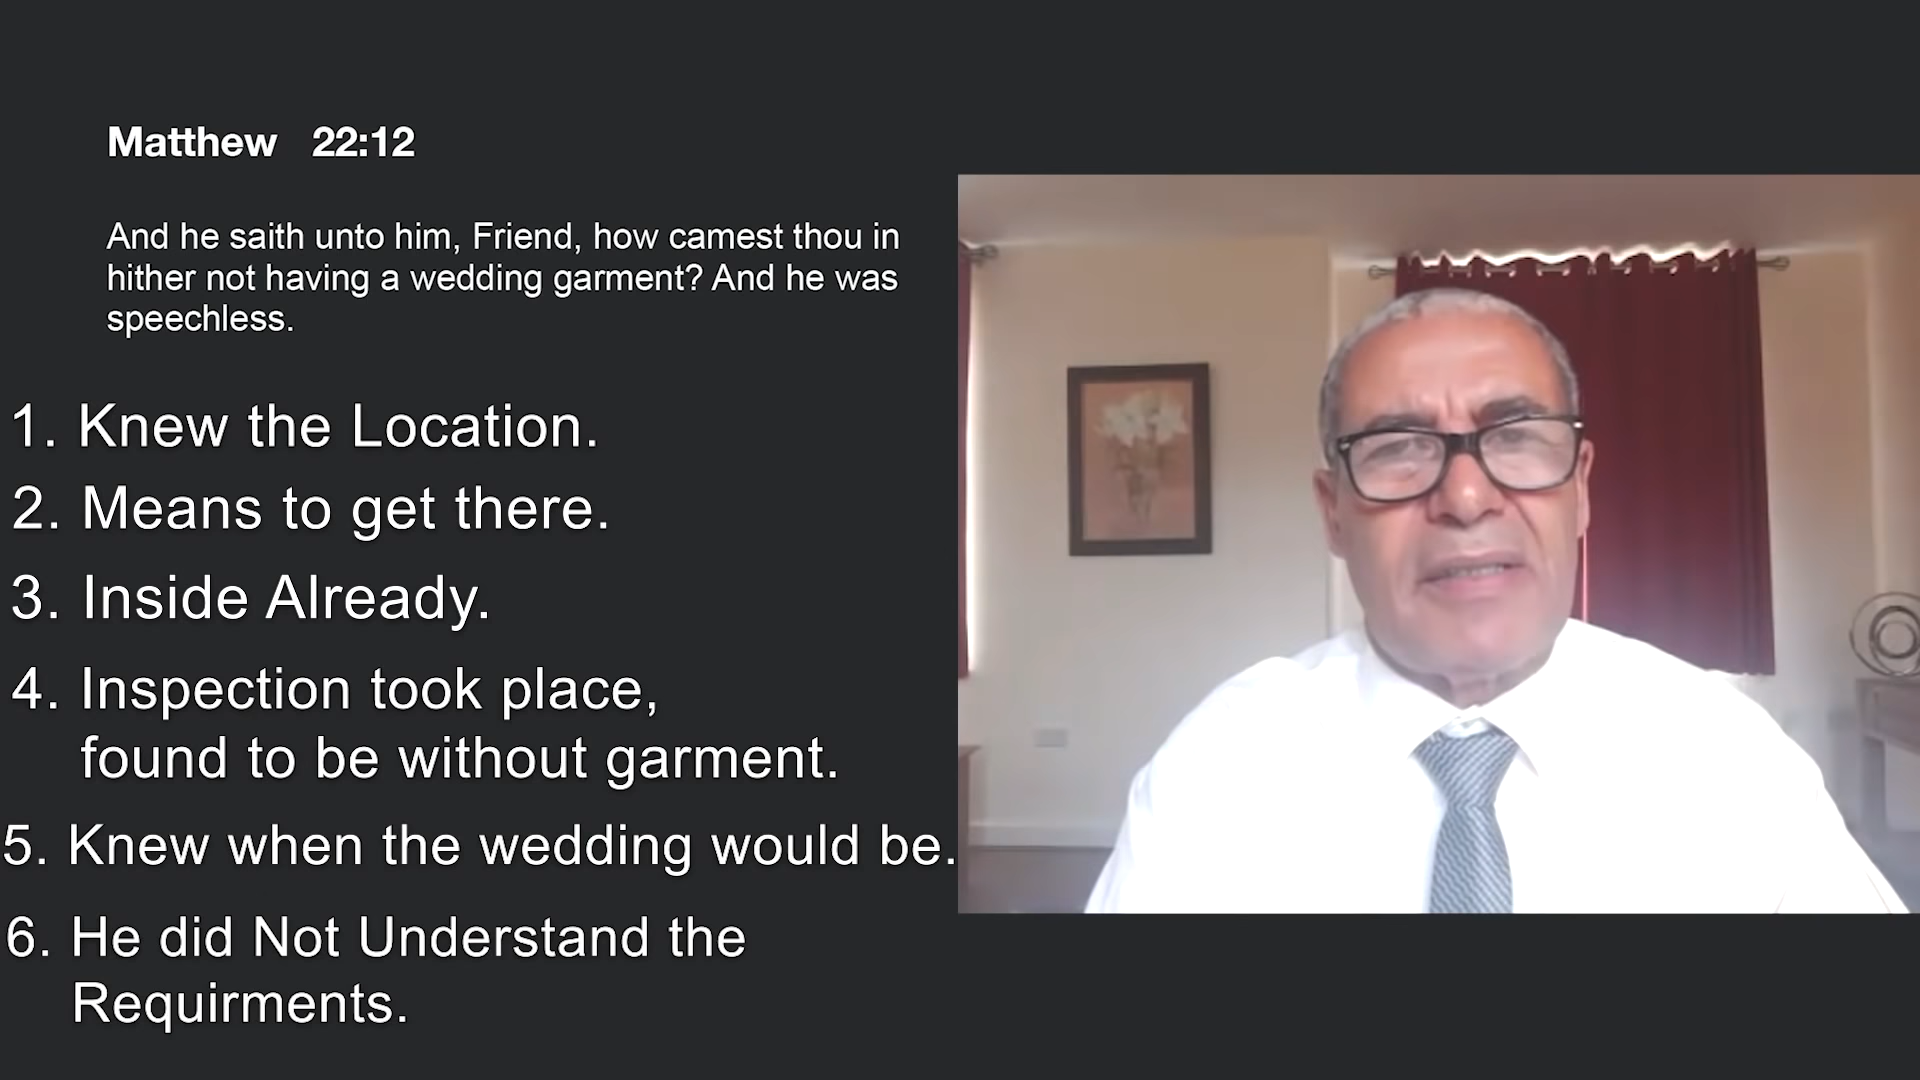 Matthew 22:12
And he saith unto him, Friend, how camest thou in
hither not having a wedding garment? And he was
speechless.
1. Knew the Location.
2. Means to get there.
3. Inside Already.
4. Inspection took place,
found to be without garment.
5. Knew when the wedding would be.
6. He did Not Understand the
Requirments.